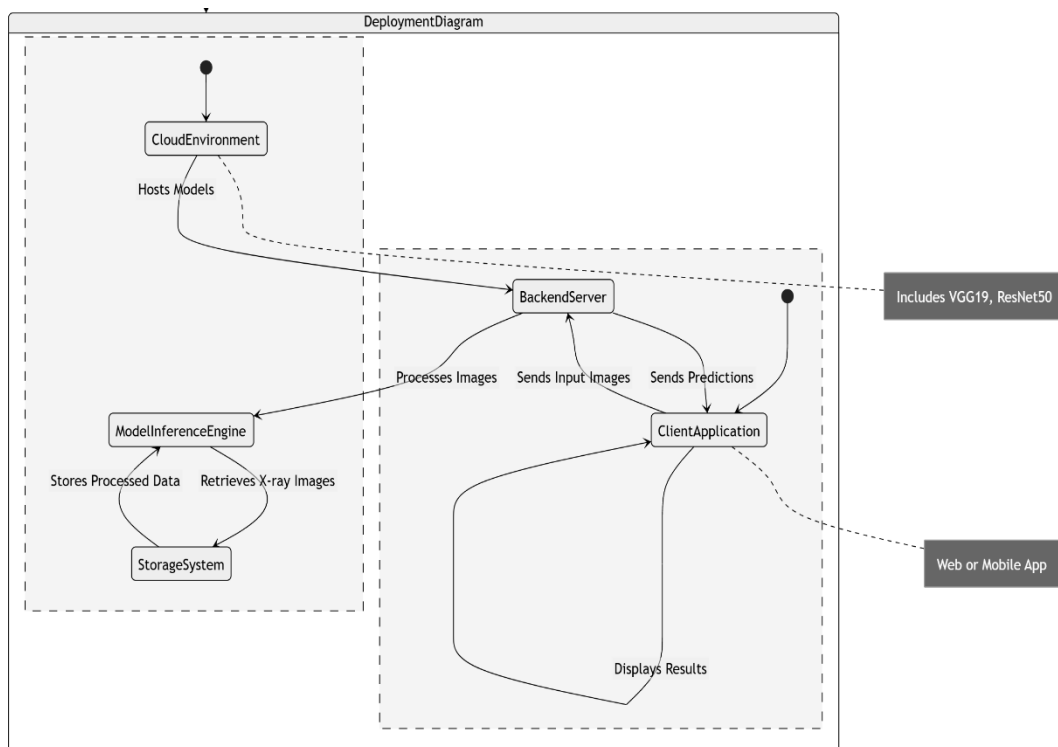 DeploymentDiagram
CloudEnvironment
Hosts Models
BackendServer
Includes VGG19, ResNet50
Processes Images
Sends Input Images
Sends Predictions
ModelInferenceEngine
ClientApplication
Stores Processed Data
Retrieves X-ray Images
StorageSystem
Web or Mobile App
Displays Results